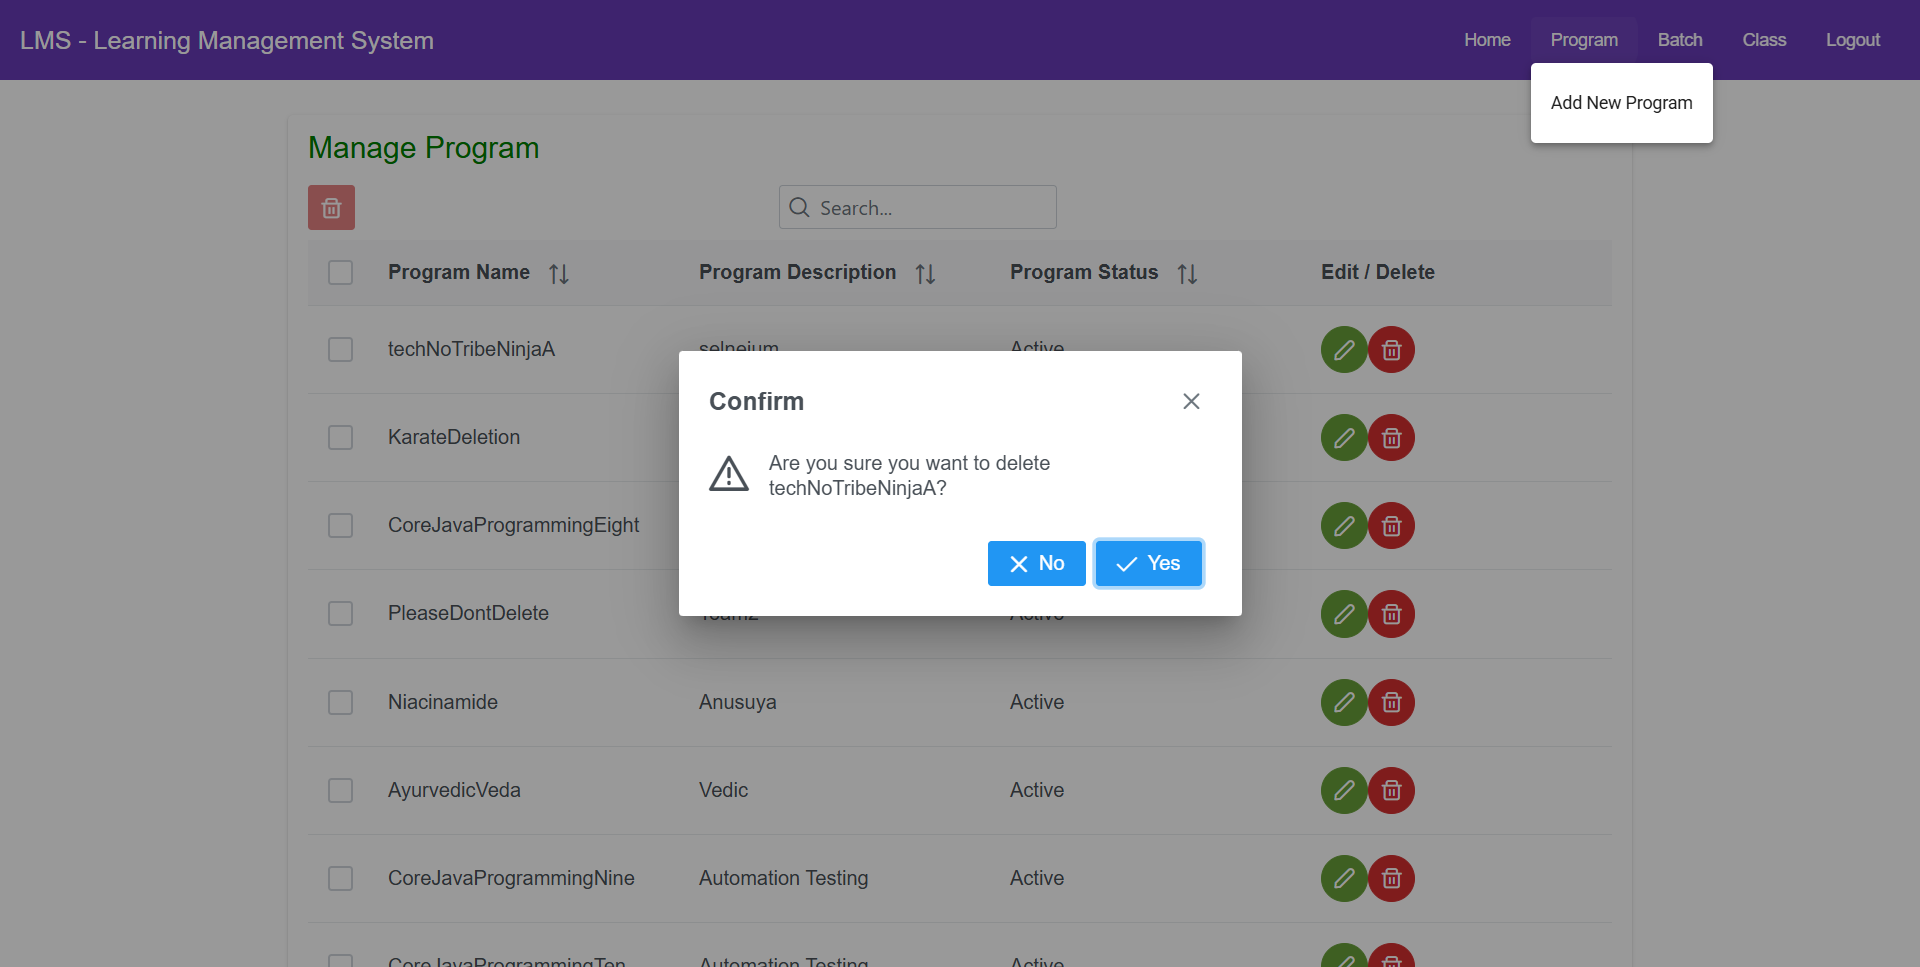 LMS - Learning Management System
Home Program Batch Class Logout
Add New Program
Manage Program
Search...
Program Name Program Description Program Status Edit / Delete
techNoTribeNinjaA selneium Active
KarateDeletion
CoreJavaProgrammingEight
PleaseDontDelete Active
Niacinamide Anusuya Active
AyurvedicVeda Vedic Active
CoreJavaProgrammingNine Automation Testing Active
CoreJavaProgrammingTen Automation Testing Active
Confirm
Are you sure you want to delete
techNoTribeNinjaA?
No Yes